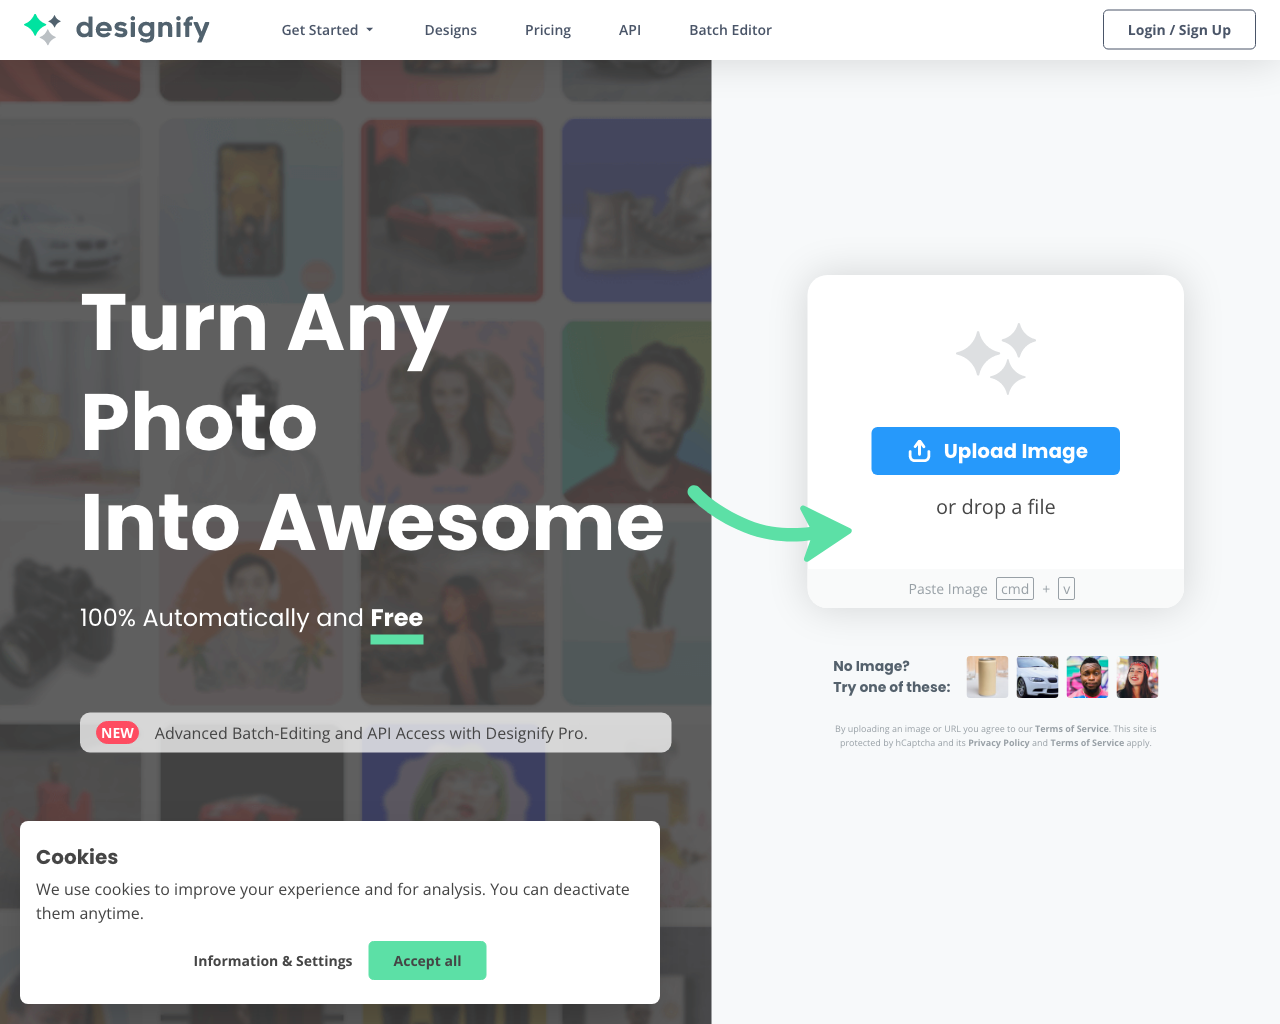 designify
Get Started
Designs
Pricing
API
Batch Editor
Login / Sign Up
Turn Any
Photo
Into Awesome
100% Automatically and Free
NEW Advanced Batch-Editing and API Access with Designify Pro.
Upload Image
or drop a file
Paste Image cmd + v
No Image?
Try one of these:
By uploading an image or URL you agree to our Terms of Service. This site is
protected by hCaptcha and its Privacy Policy and Terms of Service apply.
Cookies
We use cookies to improve your experience and for analysis. You can deactivate
them anytime.
Information & Settings
Accept all